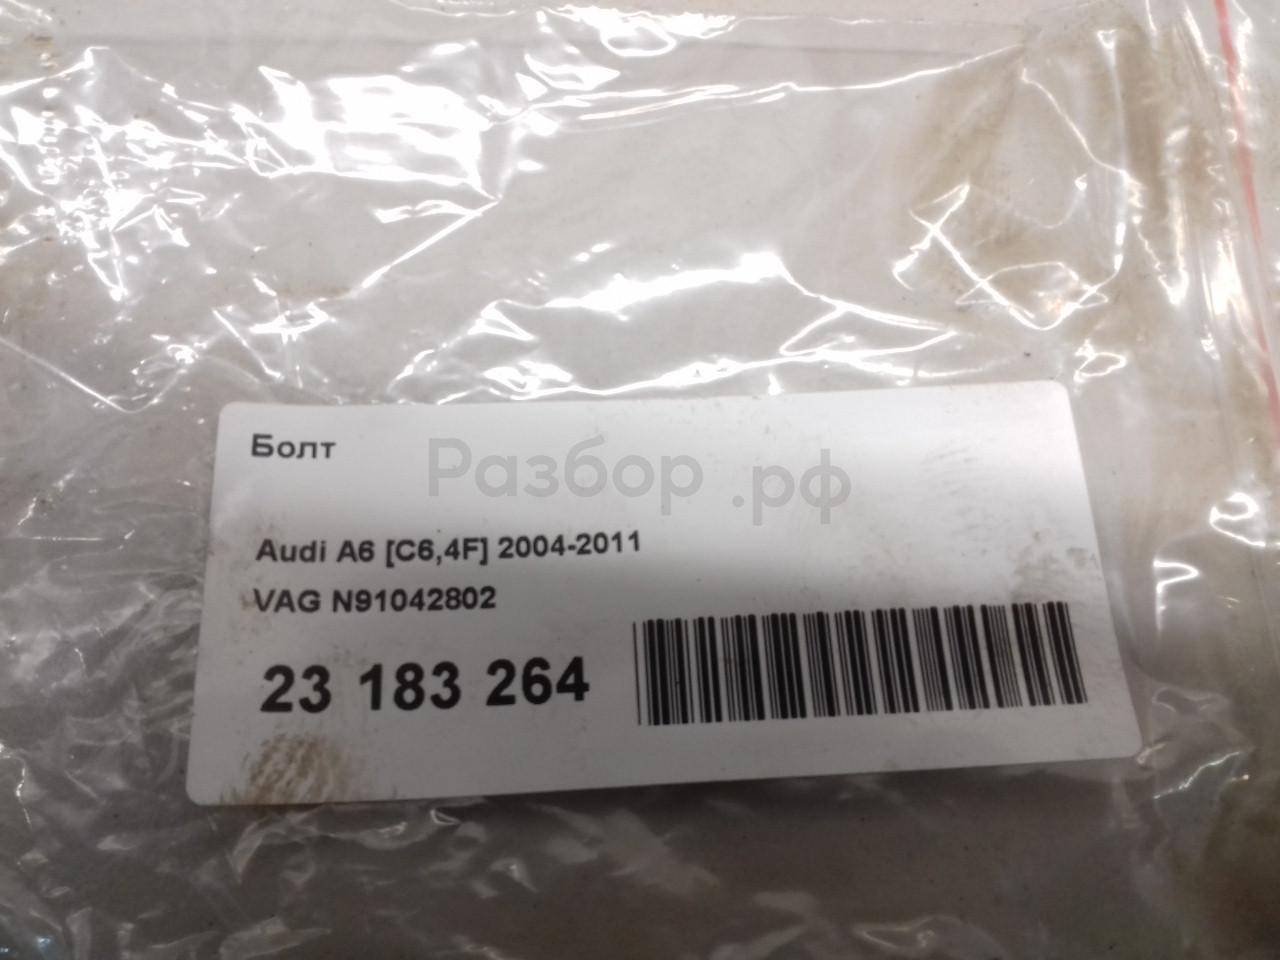 Болт
Разбор.рф
Audi A6 [C6,4F] 2004-2011
VAG N91042802
23 183 264